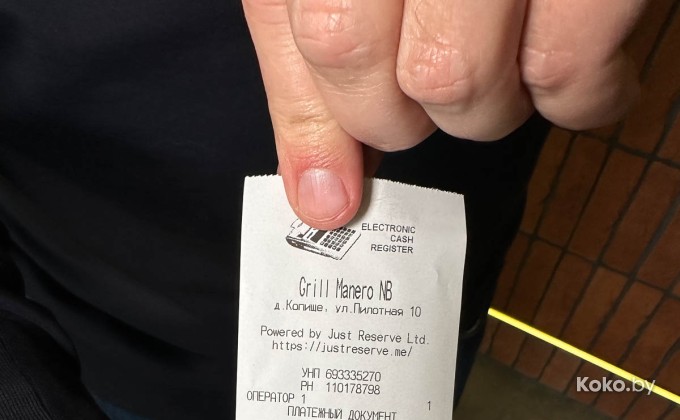 ELECTRONIC
CASH
REGISTER
Grill Manero NB
д.Копище, ул.Пилотная 10
Powered by Just Reserve Ltd.
https://justreserve.me/
УНП 693335270
РН 110178798
ОПЕРАТОР 1 1
ПЛАТЕЖНЫЙ ДОКУМЕНТ
Koko.by